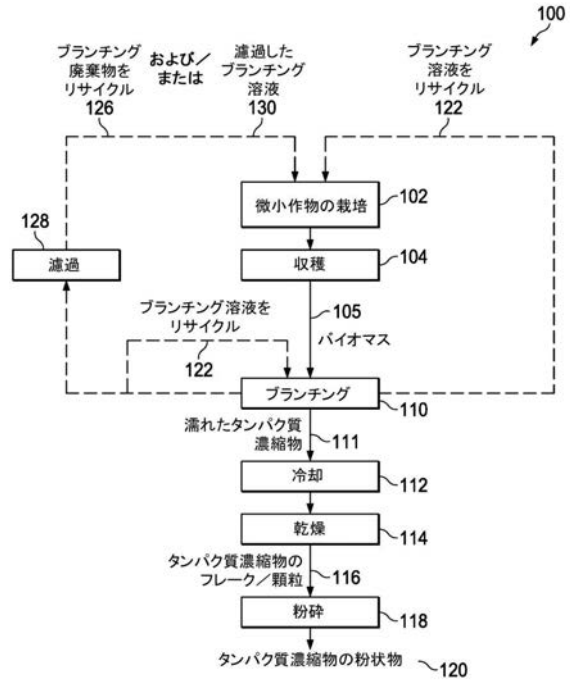 100
ブランチング
廃棄物を
リサイクル
126
および/
または
濾過した
ブランチング
溶液
130
ブランチング
溶液を
リサイクル
122
微小作物の栽培
102
128
濾過
収穫
104
ブランチング溶液を
リサイクル
122
105
バイオマス
ブランチング
110
濡れたタンパク質
濃縮物
111
冷却
112
乾燥
114
タンパク質濃縮物の
フレーク/顆粒
116
粉砕
118
タンパク質濃縮物の粉状物
120